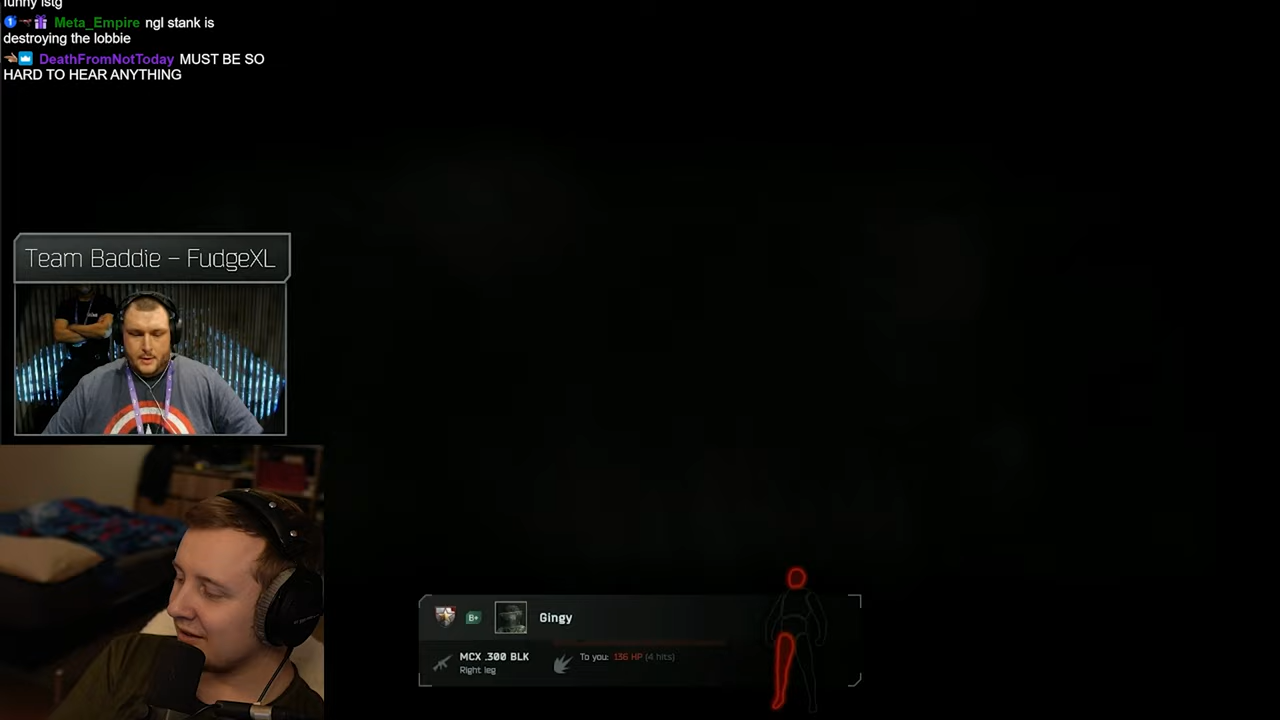 funny istg
Meta_Empire ngl stank is
destroying the lobbie
DeathFromNotToday MUST BE SO
HARD TO HEAR ANYTHING
Team Baddie – FudgeXL
B+ Gingy
MCX .300 BLK To you: 136 HP (4 hits)
Right leg